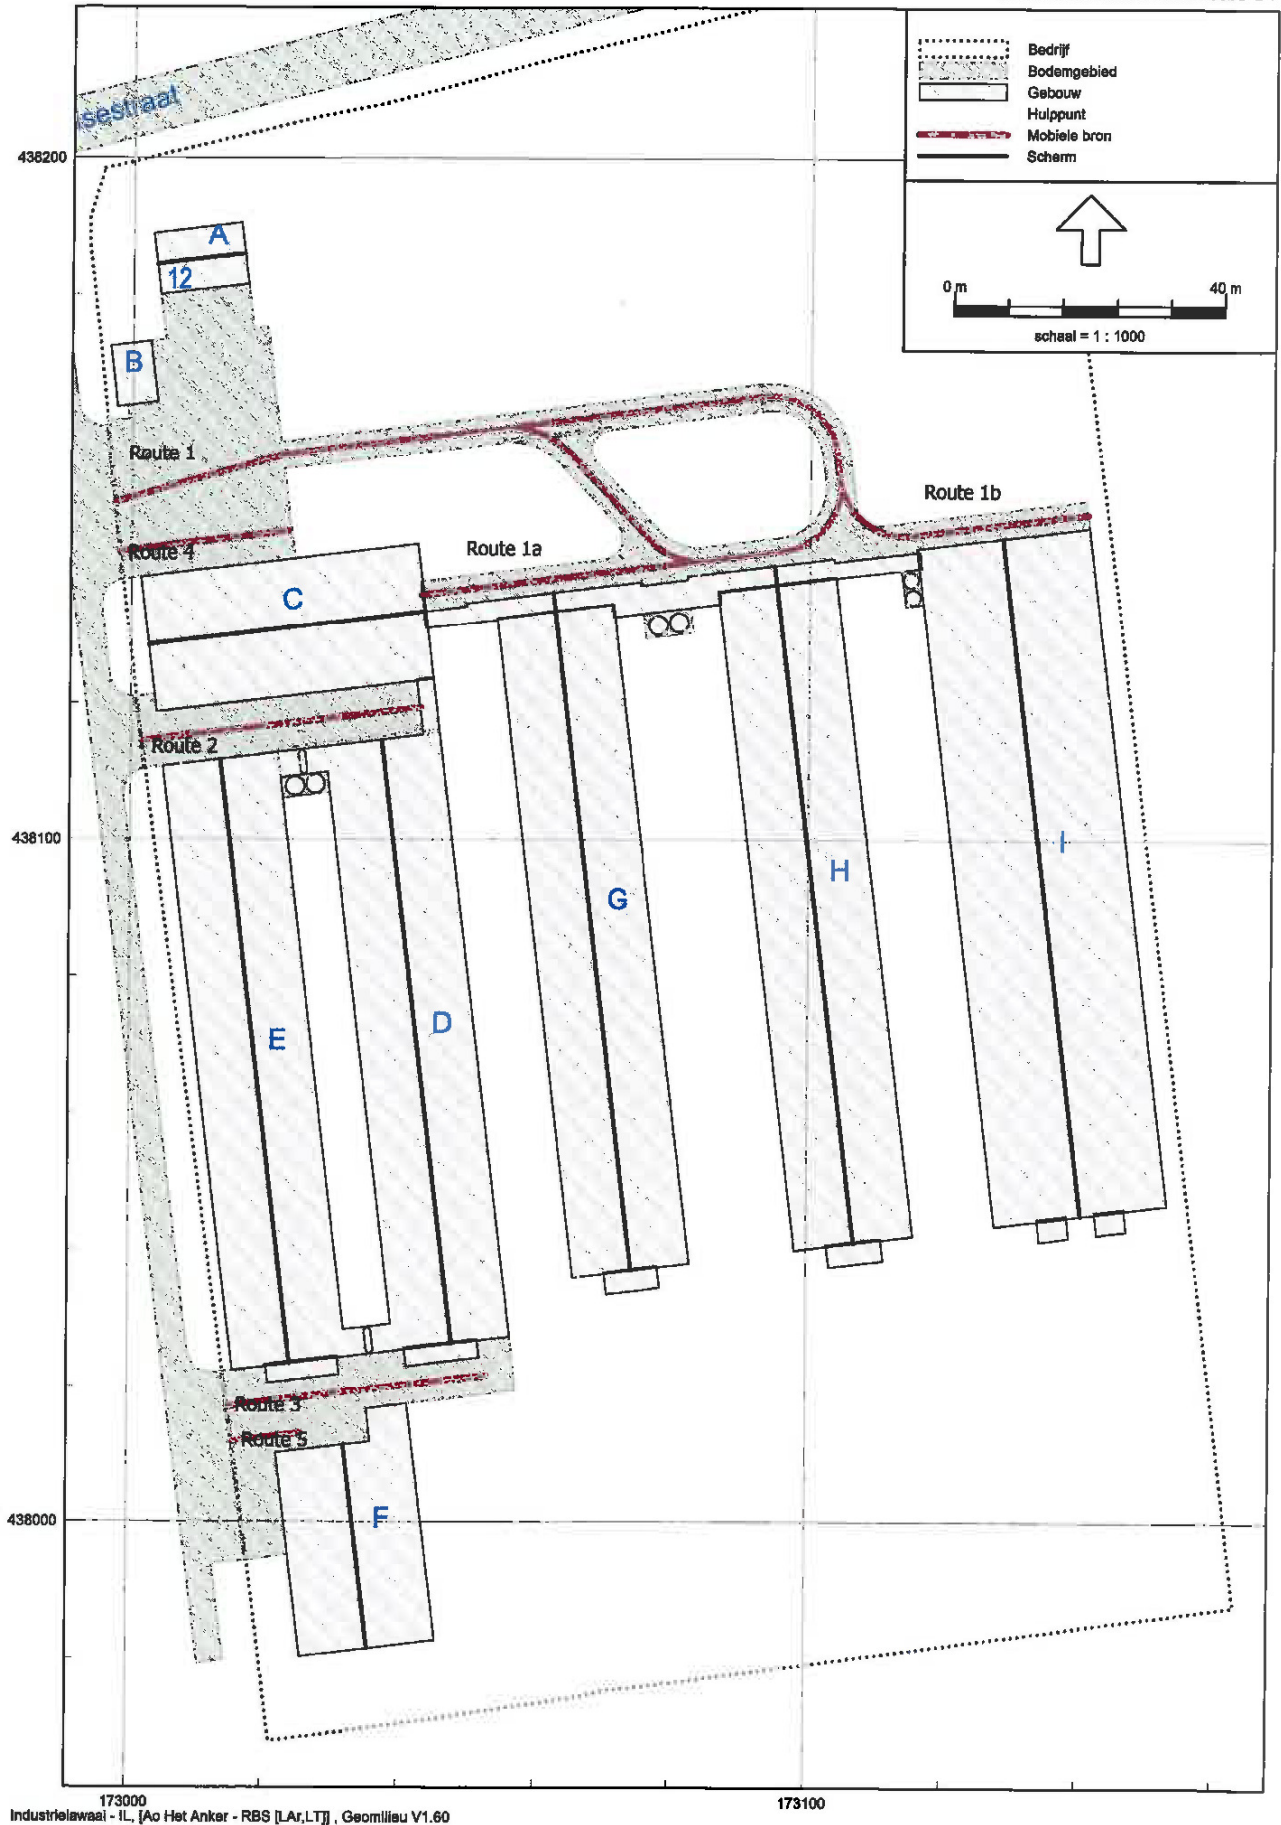 Bedrijf
Bodemgebied
Gebouw
Hulppunt
Mobiele bron
Scherm
0 m
40 m
schaal = 1 : 1000
sestraat
438200
A
12
B
Route 1
Route 1b
Route 4
Route 1a
C
Route 2
438100
I
H
G
D
E
Route 3
Route 5
F
438000
173000
173100
Industrielawaai - IL, [Ao Het Anker - RBS [LAr,LT]] , Geomilieu V1.60